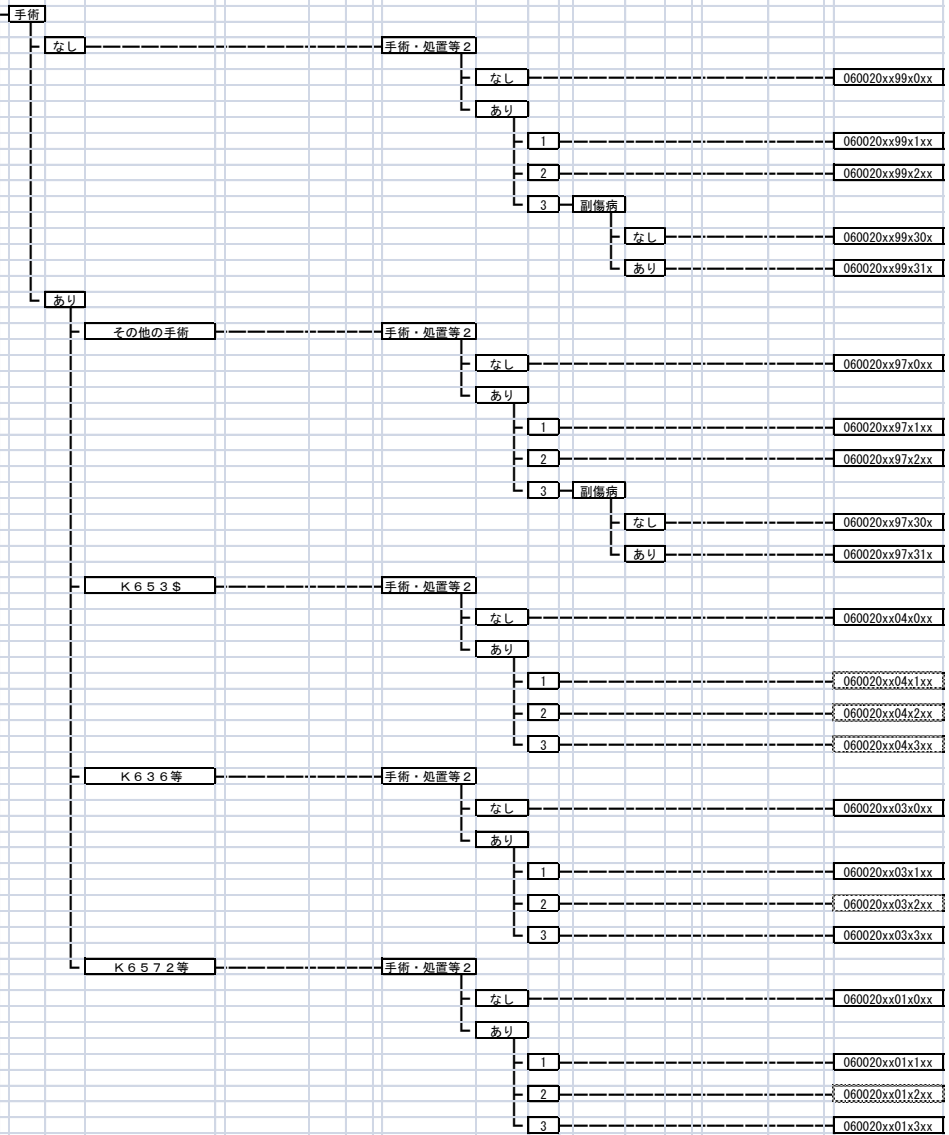 手術
なし 手術・処置等2
なし 060020xx99x0xx
あり
1 060020xx99x1xx
2 060020xx99x2xx
3 副傷病
なし 060020xx99x30x
あり 060020xx99x31x
あり
その他の手術 手術・処置等2
なし 060020xx97x0xx
あり
1 060020xx97x1xx
2 060020xx97x2xx
3 副傷病
なし 060020xx97x30x
あり 060020xx97x31x
K653$ 手術・処置等2
なし 060020xx04x0xx
あり
1 060020xx04x1xx
2 060020xx04x2xx
3 060020xx04x3xx
K636等 手術・処置等2
なし 060020xx03x0xx
あり
1 060020xx03x1xx
2 060020xx03x2xx
3 060020xx03x3xx
K6572等 手術・処置等2
なし 060020xx01x0xx
あり
1 060020xx01x1xx
2 060020xx01x2xx
3 060020xx01x3xx